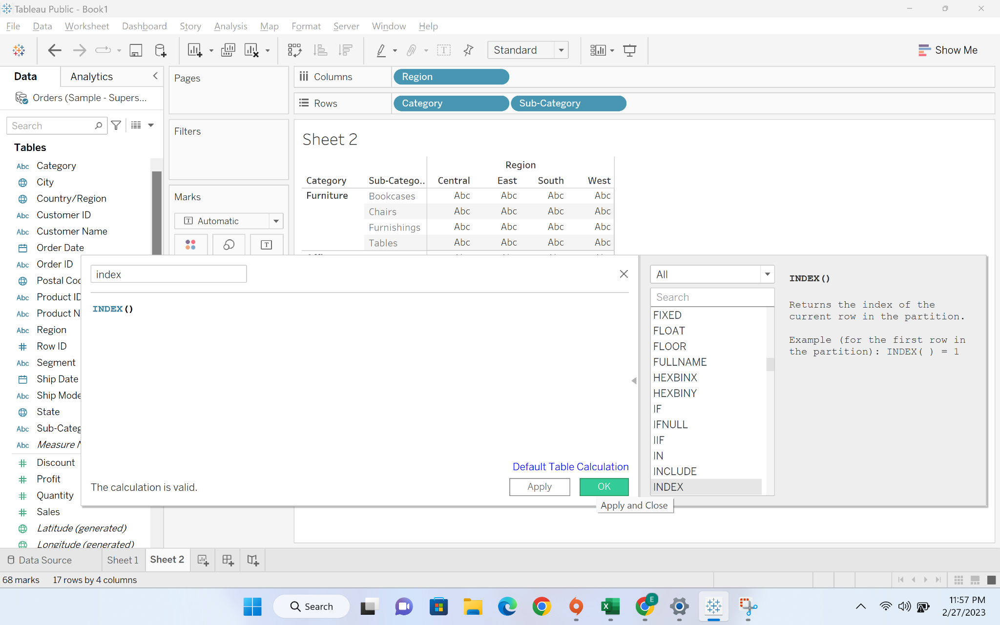 Tableau Public - Book1
File Data Worksheet Dashboard Story Analysis Map Format Server Window Help
Standard
Show Me
Data
Analytics
Orders (Sample - Supers...
Search
Tables
Abc Category
City
Country/Region
Abc Customer ID
Abc Customer Name
Order Date
Abc Order ID
Postal Coc
Abc Product ID
Abc Product N
Abc Region
Row ID
Abc Segment
Ship Date
Abc Ship Mode
State
Abc Sub-Categ
Abc Measure N
Discount
Profit
Quantity
Sales
Latitude (generated)
Longitude (generated)
Pages
Filters
Marks
Automatic
Columns Region
Rows Category Sub-Category
Sheet 2
Region
Category Sub-Catego.. Central East South West
Furniture Bookcases Abc Abc Abc Abc
Chairs Abc Abc Abc Abc
Furnishings Abc Abc Abc Abc
Tables Abc Abc Abc Abc
index
INDEX()
Default Table Calculation
The calculation is valid.
Apply
OK
Apply and Close
All
Search
FIXED
FLOAT
FLOOR
FULLNAME
HEXBINX
HEXBINY
IF
IFNULL
IIF
IN
INCLUDE
INDEX
INDEX()
Returns the index of the
current row in the partition.
Example (for the first row in
the partition): INDEX( ) = 1
Data Source Sheet 1 Sheet 2
68 marks 17 rows by 4 columns
Search
E
11:57 PM
2/27/2023